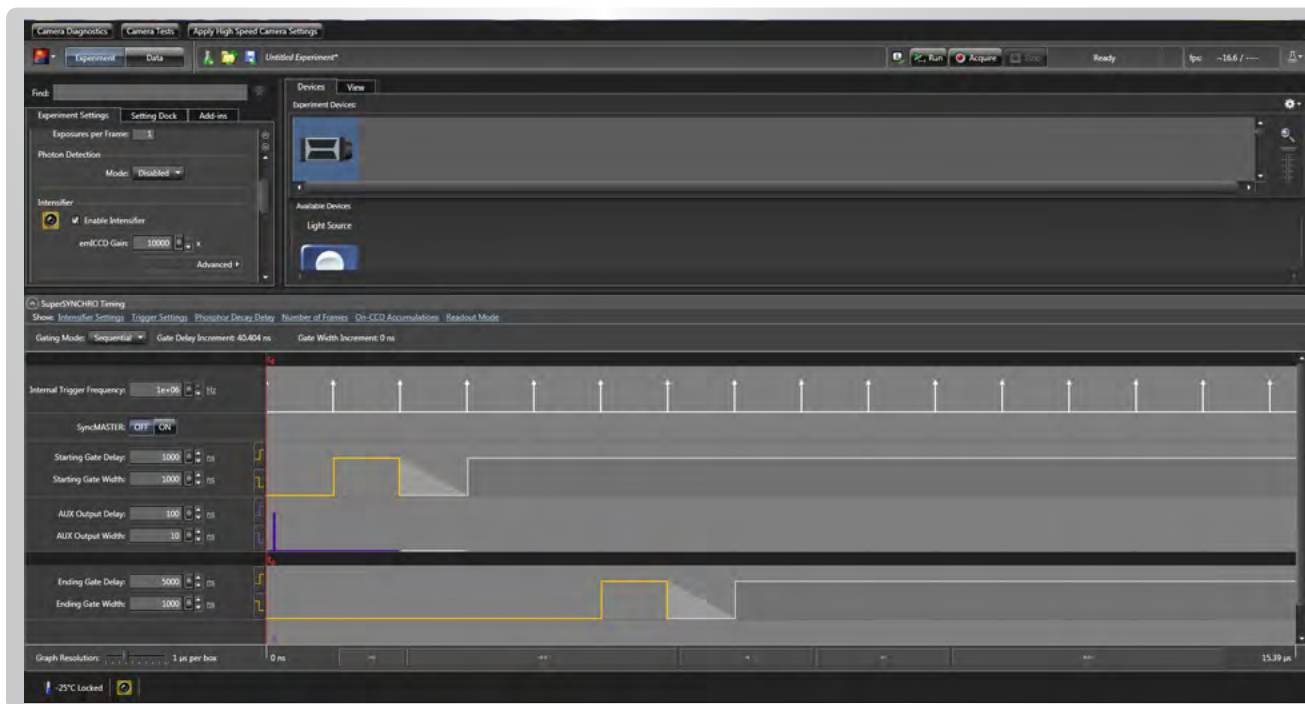 Camera Diagnostics Camera Tests Apply High Speed Camera Settings
Experiment Data Untitled Experiment* Run Acquire Stop Ready fps: ~16.6 / ----
Find:
Devices View
Experiment Settings Setting Dock Add-ins
Experiment Devices:
Exposures per Frame: 1
Photon Detection
Mode: Disabled
Intensifier
Enable Intensifier
emICCD Gain: 10000 x
Advanced
Available Devices
Light Source
SuperSYNCHRO Timing
Show: Intensifier Settings Trigger Settings Phosphor Decay Delay Number of Frames On-CCD Accumulations Readout Mode
Gating Mode: Sequential Gate Delay Increment: 40.404 ns Gate Width Increment: 0 ns
Internal Trigger Frequency: 1e+06 Hz
SyncMASTER: OFF ON
Starting Gate Delay: 1000 ns
Starting Gate Width: 1000 ns
AUX Output Delay: 100 ns
AUX Output Width: 10 ns
Ending Gate Delay: 5000 ns
Ending Gate Width: 1000 ns
Graph Resolution: 1 µs per box 0 ns 15.39 µs
-25°C Locked